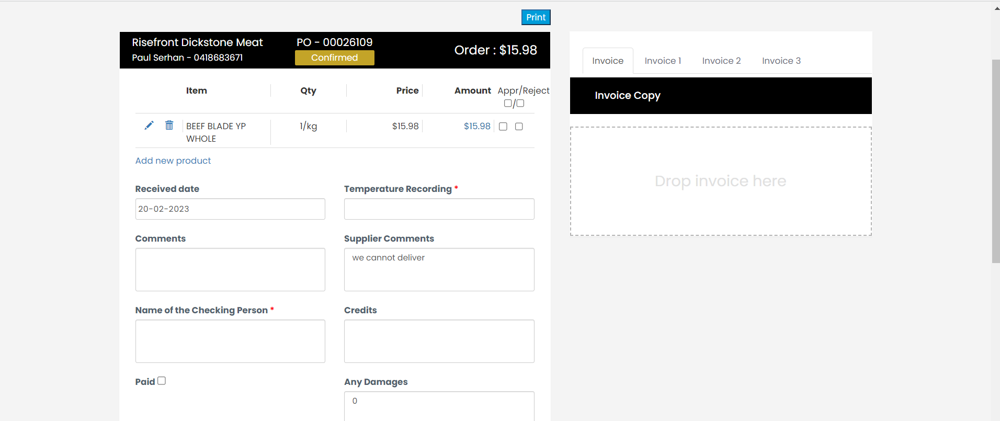 Print
Risefront Dickstone Meat
Paul Serhan - 0418683671
PO - 00026109
Confirmed
Order : $15.98
Item Qty Price Amount Appr/Reject
/
BEEF BLADE YP 1/kg $15.98 $15.98
WHOLE
Add new product
Received date Temperature Recording *
20-02-2023
Comments Supplier Comments
we cannot deliver
Name of the Checking Person * Credits
Paid Any Damages
0
Invoice Invoice 1 Invoice 2 Invoice 3
Invoice Copy
Drop invoice here